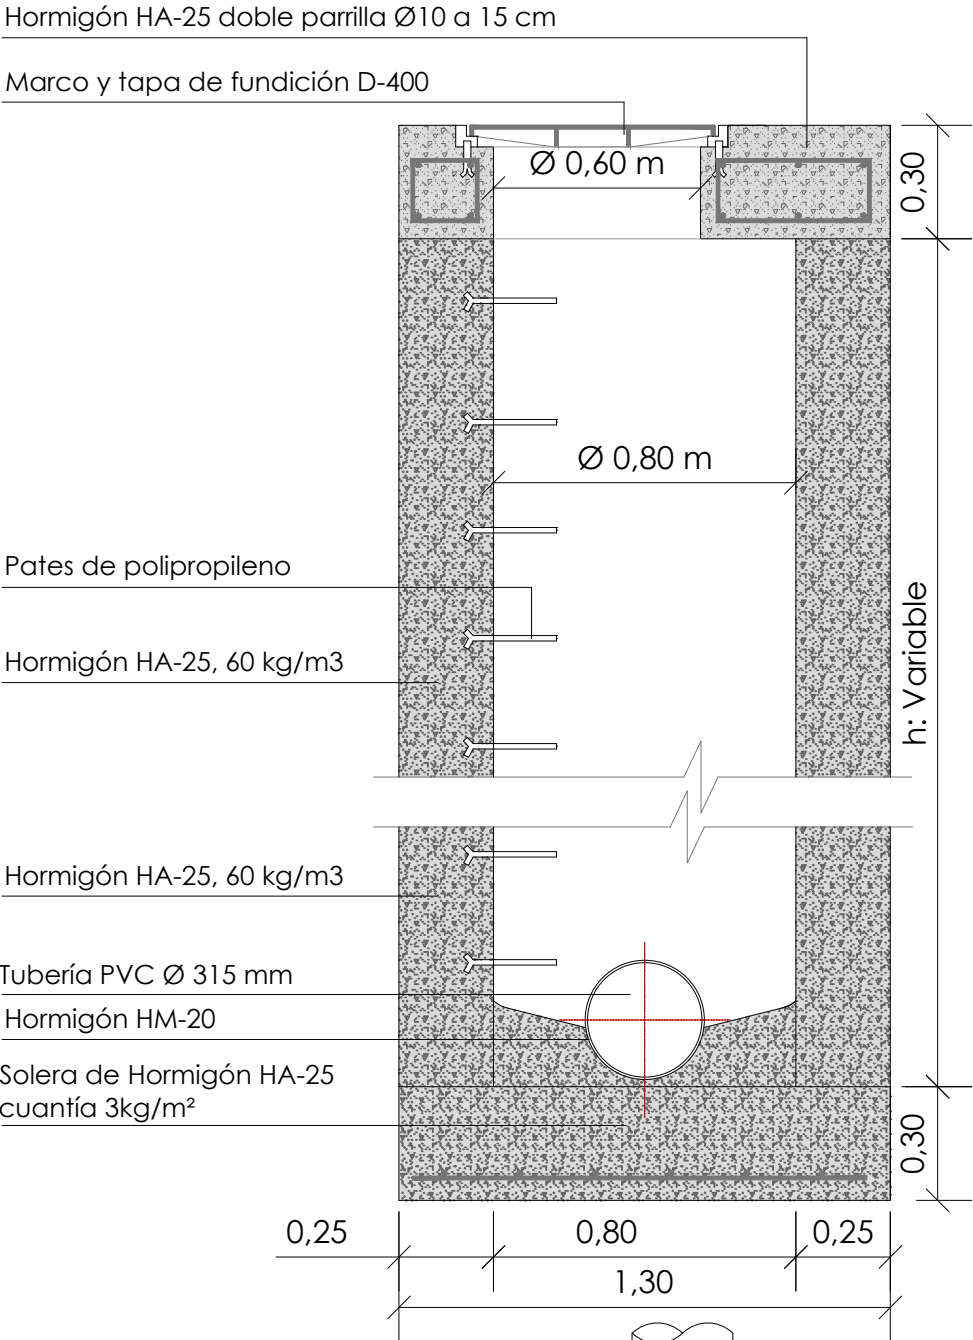 Hormigón HA-25 doble parrilla Ø10 a 15 cm
Marco y tapa de fundición D-400
Ø 0,60 m
0,30
Ø 0,80 m
Pates de polipropileno
h: Variable
Hormigón HA-25, 60 kg/m3
Hormigón HA-25, 60 kg/m3
Tubería PVC Ø 315 mm
Hormigón HM-20
Solera de Hormigón HA-25
cuantía 3kg/m²
0,30
0,25
0,80
0,25
1,30